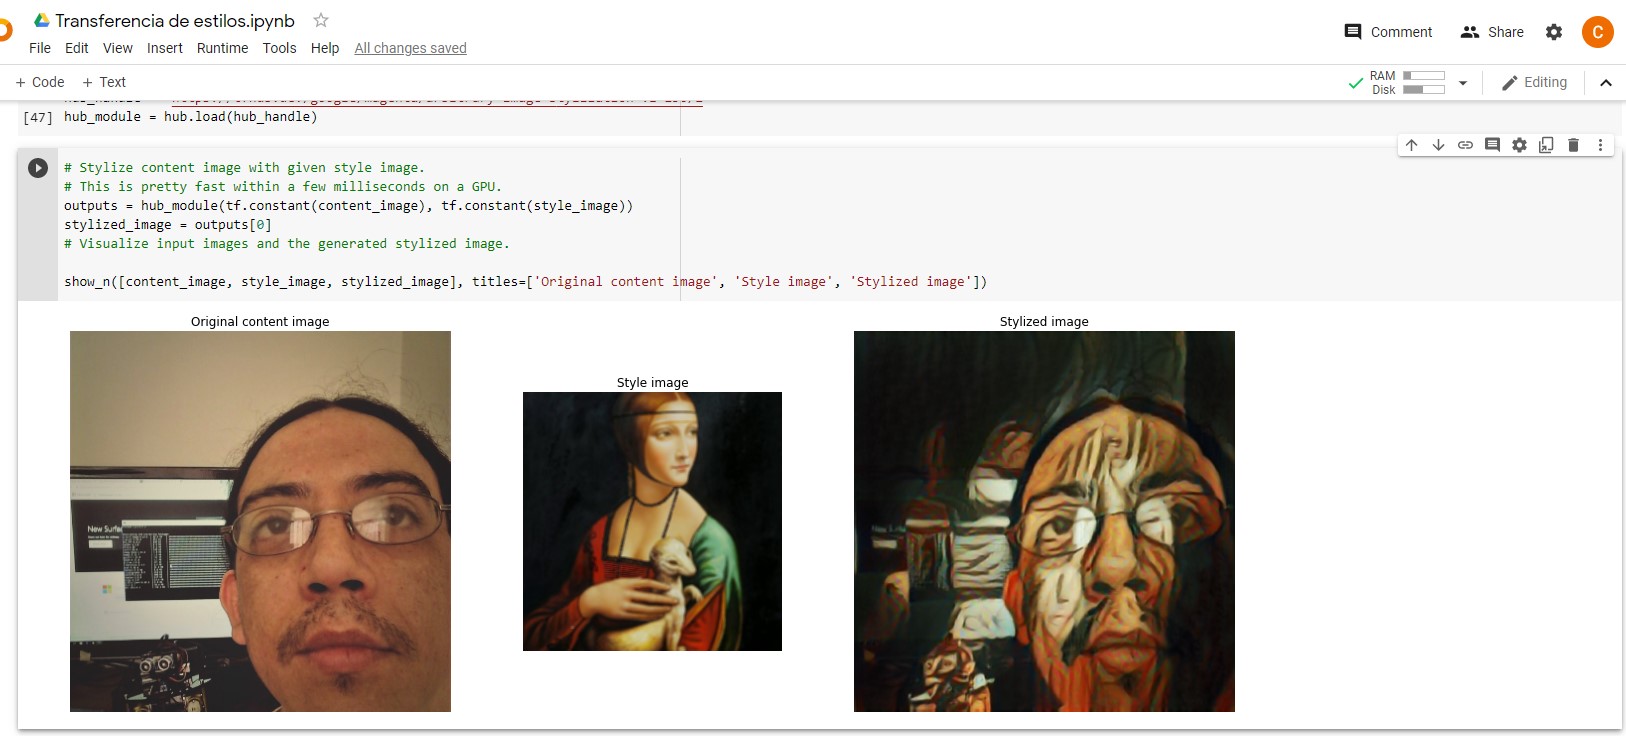 Transferencia de estilos.ipynb
File Edit View Insert Runtime Tools Help All changes saved
Comment Share C
+ Code + Text
RAM
Disk
Editing
[47] hub_module = hub.load(hub_handle)
# Stylize content image with given style image.
# This is pretty fast within a few milliseconds on a GPU.
outputs = hub_module(tf.constant(content_image), tf.constant(style_image))
stylized_image = outputs[0]
# Visualize input images and the generated stylized image.
show_n([content_image, style_image, stylized_image], titles=['Original content image', 'Style image', 'Stylized image'])
Original content image
Style image
Stylized image
New